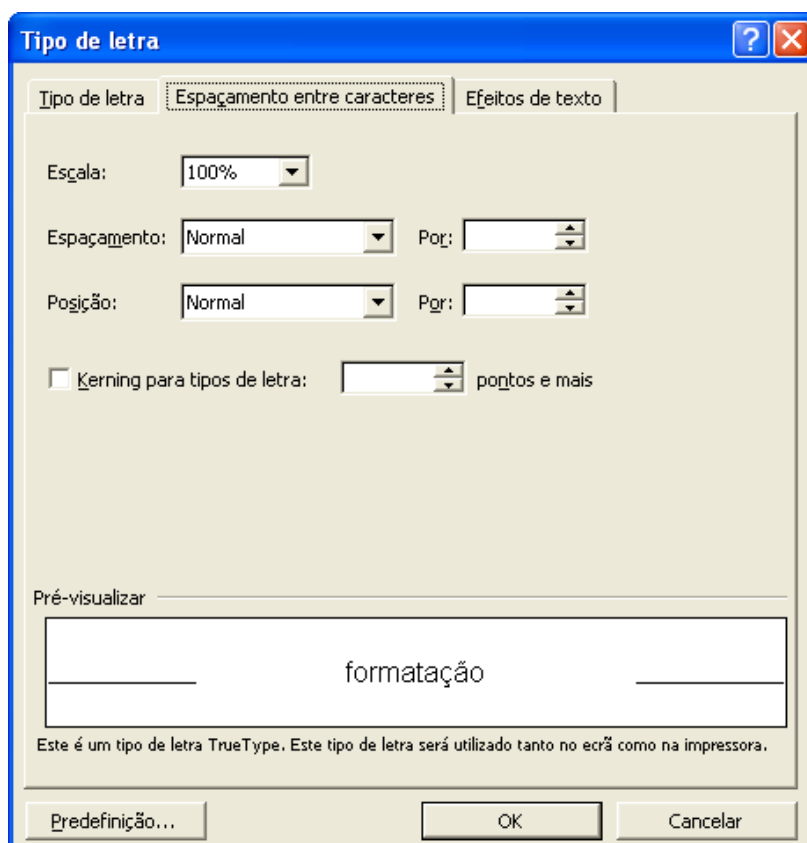 Tipo de letra
Tipo de letra Espaçamento entre caracteres Efeitos de texto
Escala: 100%
Espaçamento: Normal Por:
Posição: Normal Por:
Kerning para tipos de letra: pontos e mais
Pré-visualizar
formatação
Este é um tipo de letra TrueType. Este tipo de letra será utilizado tanto no ecrã como na impressora.
Predefinição... OK Cancelar